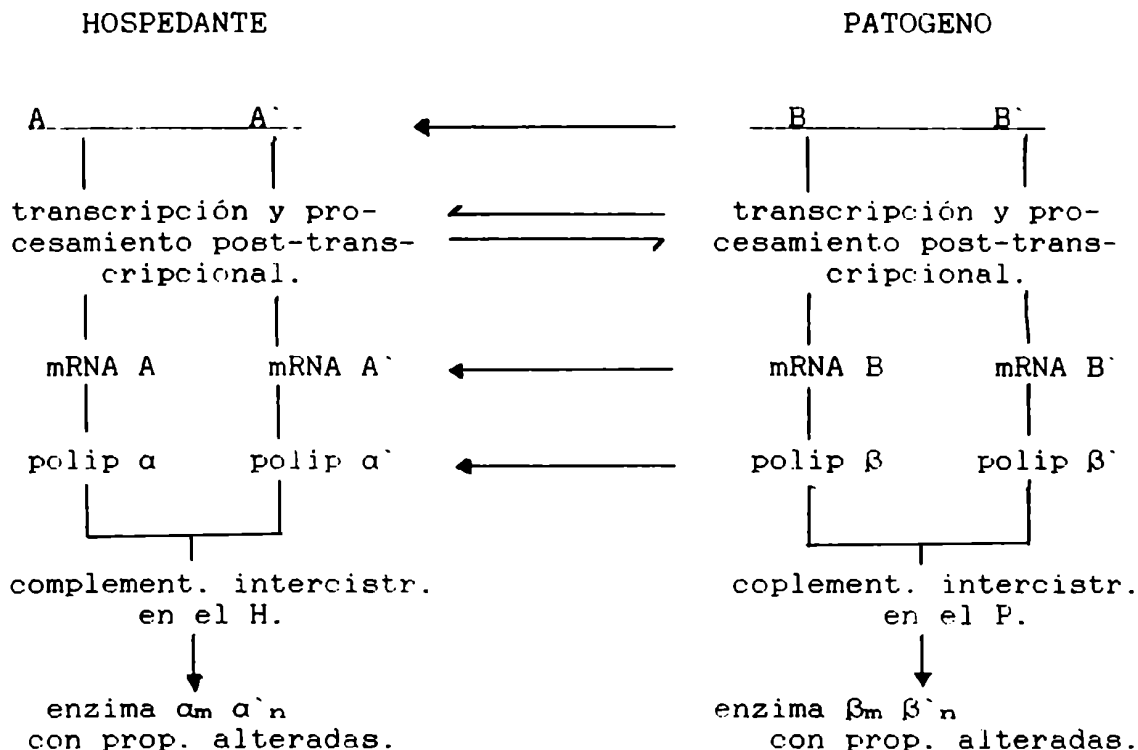 HOSPEDANTE PATOGENO
A A` B B`
transcripción y pro- transcripción y pro-
cesamiento post-trans- cesamiento post-trans-
cripcional. cripcional.
mRNA A mRNA A` mRNA B mRNA B`
polip α polip α` polip β polip β`
complement. intercistr. coplement. intercistr.
en el H. en el P.
enzima αm α`n enzima βm β`n
con prop. alteradas. con prop. alteradas.